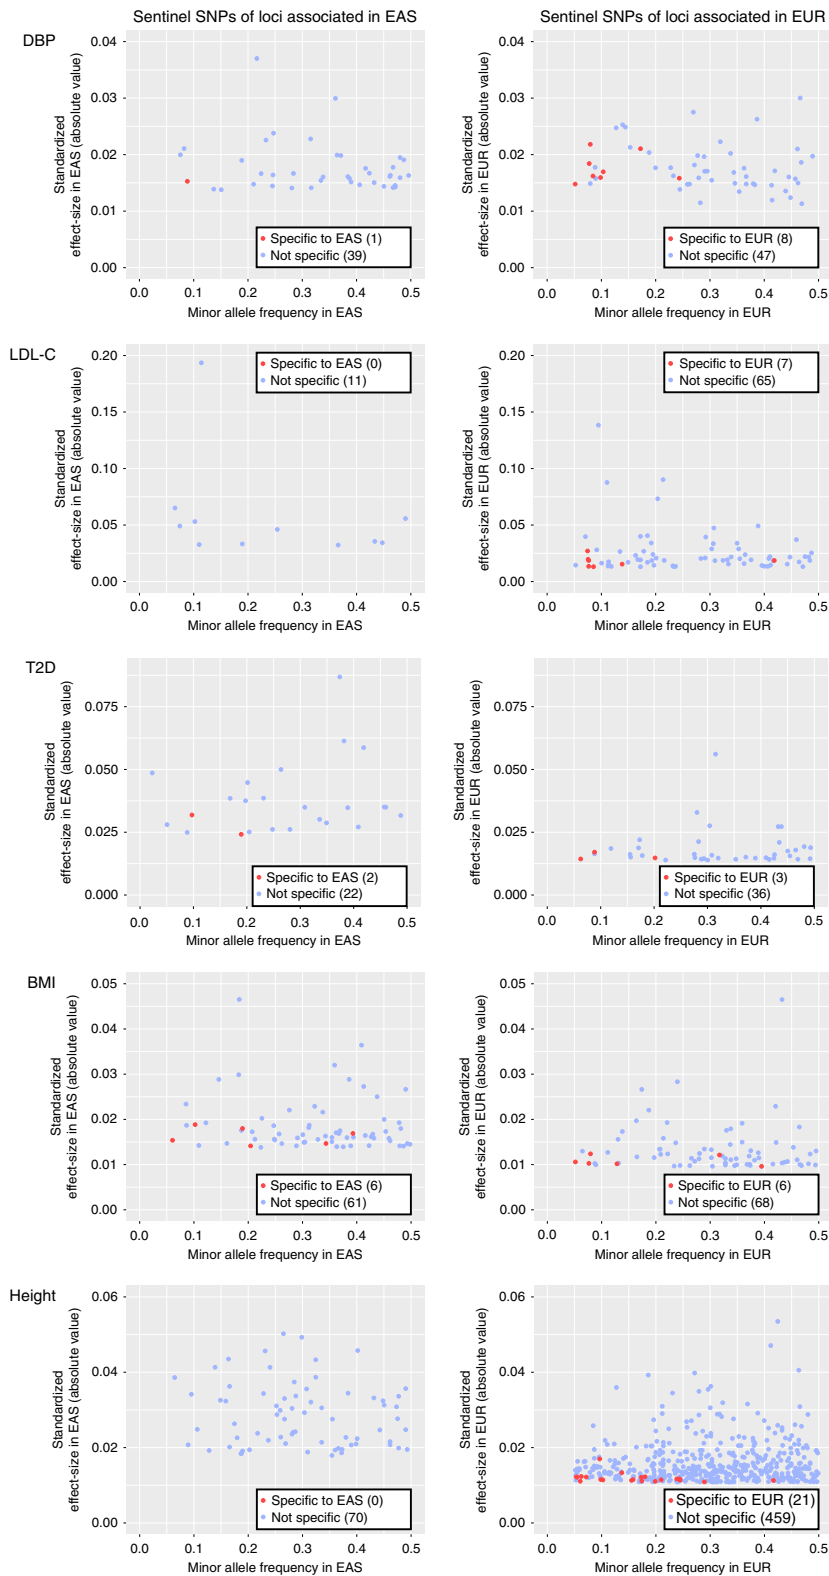 Sentinel SNPs of loci associated in EAS
Sentinel SNPs of loci associated in EUR
DBP
Standardized
effect-size in EAS (absolute value)
0.04
0.03
0.02
0.01
0.00
Specific to EAS (1)
Not specific (39)
0.0 0.1 0.2 0.3 0.4 0.5
Minor allele frequency in EAS
Standardized
effect-size in EUR (absolute value)
0.04
0.03
0.02
0.01
0.00
Specific to EUR (8)
Not specific (47)
0.0 0.1 0.2 0.3 0.4 0.5
Minor allele frequency in EUR
LDL-C
Standardized
effect-size in EAS (absolute value)
0.20
0.15
0.10
0.05
0.00
Specific to EAS (0)
Not specific (11)
0.0 0.1 0.2 0.3 0.4 0.5
Minor allele frequency in EAS
Standardized
effect-size in EUR (absolute value)
0.20
0.15
0.10
0.05
0.00
Specific to EUR (7)
Not specific (65)
0.0 0.1 0.2 0.3 0.4 0.5
Minor allele frequency in EUR
T2D
Standardized
effect-size in EAS (absolute value)
0.075
0.050
0.025
0.000
Specific to EAS (2)
Not specific (22)
0.0 0.1 0.2 0.3 0.4 0.5
Minor allele frequency in EAS
Standardized
effect-size in EUR (absolute value)
0.075
0.050
0.025
0.000
Specific to EUR (3)
Not specific (36)
0.0 0.1 0.2 0.3 0.4 0.5
Minor allele frequency in EUR
BMI
Standardized
effect-size in EAS (absolute value)
0.05
0.04
0.03
0.02
0.01
0.00
Specific to EAS (6)
Not specific (61)
0.0 0.1 0.2 0.3 0.4 0.5
Minor allele frequency in EAS
Standardized
effect-size in EUR (absolute value)
0.05
0.04
0.03
0.02
0.01
0.00
Specific to EUR (6)
Not specific (68)
0.0 0.1 0.2 0.3 0.4 0.5
Minor allele frequency in EUR
Height
Standardized
effect-size in EAS (absolute value)
0.06
0.04
0.02
0.00
Specific to EAS (0)
Not specific (70)
0.0 0.1 0.2 0.3 0.4 0.5
Minor allele frequency in EAS
Standardized
effect-size in EUR (absolute value)
0.06
0.04
0.02
0.00
Specific to EUR (21)
Not specific (459)
0.0 0.1 0.2 0.3 0.4 0.5
Minor allele frequency in EUR